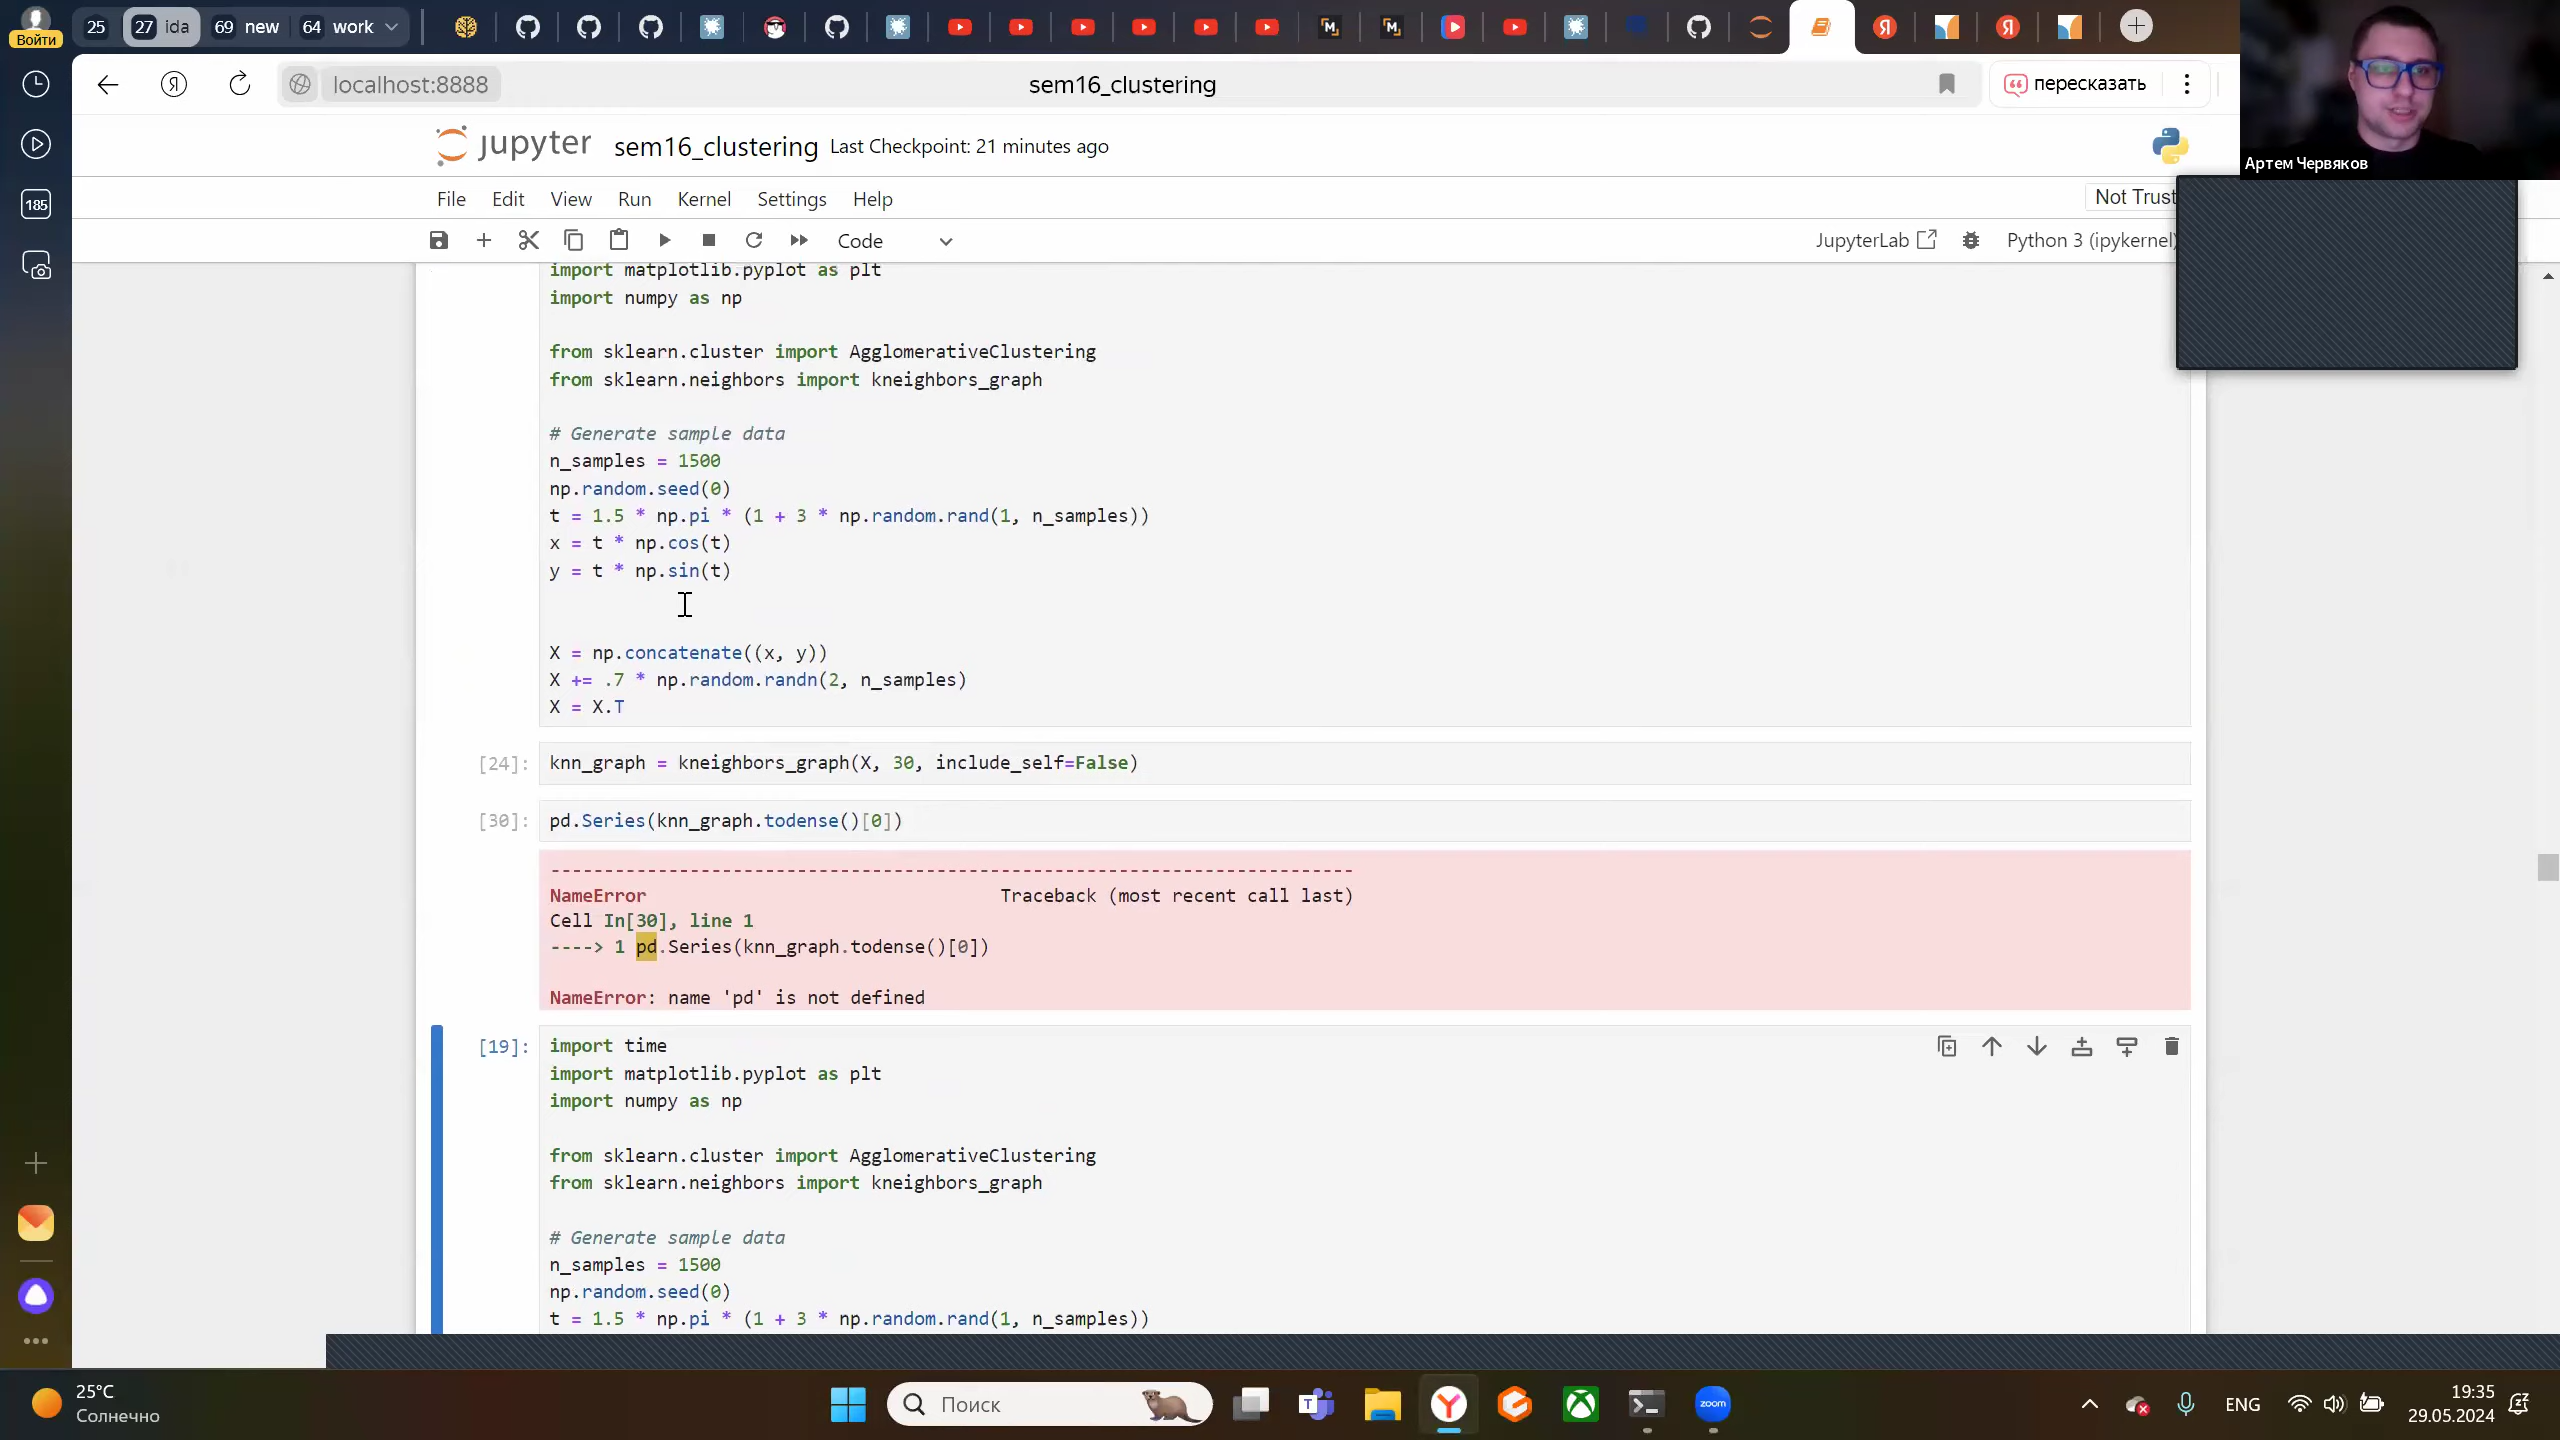 25
27 ida
69 new
64 work
Войти
localhost:8888
sem16_clustering
пересказать
185
jupyter sem16_clustering Last Checkpoint: 21 minutes ago
Артем Червяков
File Edit View Run Kernel Settings Help
Not Trust
Code
JupyterLab
Python 3 (ipykernel)
import matplotlib.pyplot as plt
import numpy as np
from sklearn.cluster import AgglomerativeClustering
from sklearn.neighbors import kneighbors_graph
# Generate sample data
n_samples = 1500
np.random.seed(0)
t = 1.5 * np.pi * (1 + 3 * np.random.rand(1, n_samples))
x = t * np.cos(t)
y = t * np.sin(t)
X = np.concatenate((x, y))
X += .7 * np.random.randn(2, n_samples)
X = X.T
[24]: knn_graph = kneighbors_graph(X, 30, include_self=False)
[30]: pd.Series(knn_graph.todense()[0])
---------------------------------------------------------------------------
NameError Traceback (most recent call last)
Cell In[30], line 1
----> 1 pd.Series(knn_graph.todense()[0])
NameError: name 'pd' is not defined
[19]: import time
import matplotlib.pyplot as plt
import numpy as np
from sklearn.cluster import AgglomerativeClustering
from sklearn.neighbors import kneighbors_graph
# Generate sample data
n_samples = 1500
np.random.seed(0)
t = 1.5 * np.pi * (1 + 3 * np.random.rand(1, n_samples))
25°C
Солнечно
Поиск
zoom
ENG
19:35
29.05.2024